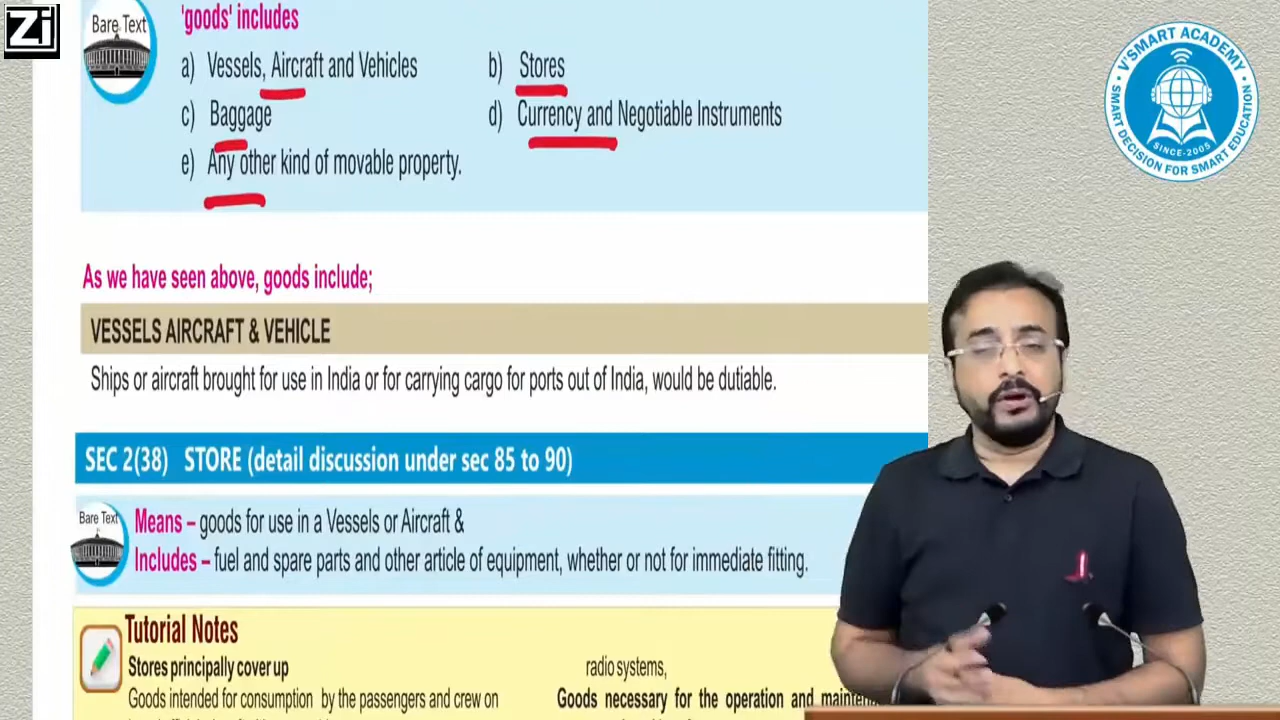 Zi
Bare Text
'goods' includes
a) Vessels, Aircraft and Vehicles
b) Stores
c) Baggage
d) Currency and Negotiable Instruments
e) Any other kind of movable property.
As we have seen above, goods include;
VESSELS AIRCRAFT & VEHICLE
Ships or aircraft brought for use in India or for carrying cargo for ports out of India, would be dutiable.
SEC 2(38) STORE (detail discussion under sec 85 to 90)
Bare Text
Means – goods for use in a Vessels or Aircraft &
Includes – fuel and spare parts and other article of equipment, whether or not for immediate fitting.
Tutorial Notes
Stores principally cover up
Goods intended for consumption by the passengers and crew on
radio systems,
Goods necessary for the operation and
V'SMART ACADEMY
SINCE-2005
SMART DECISION FOR SMART EDUCATION